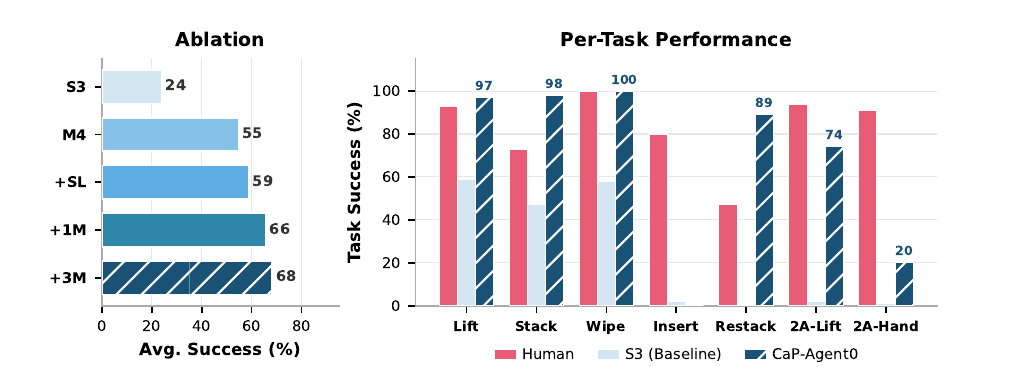 Ablation
S3
24
M4
55
+SL
59
+1M
66
+3M
68
0 20 40 60 80
Avg. Success (%)
Per-Task Performance
Task Success (%)
100
80
60
40
20
0
97 98 100 89 74 20
Lift Stack Wipe Insert Restack 2A-Lift 2A-Hand
Human S3 (Baseline) CaP-Agent0